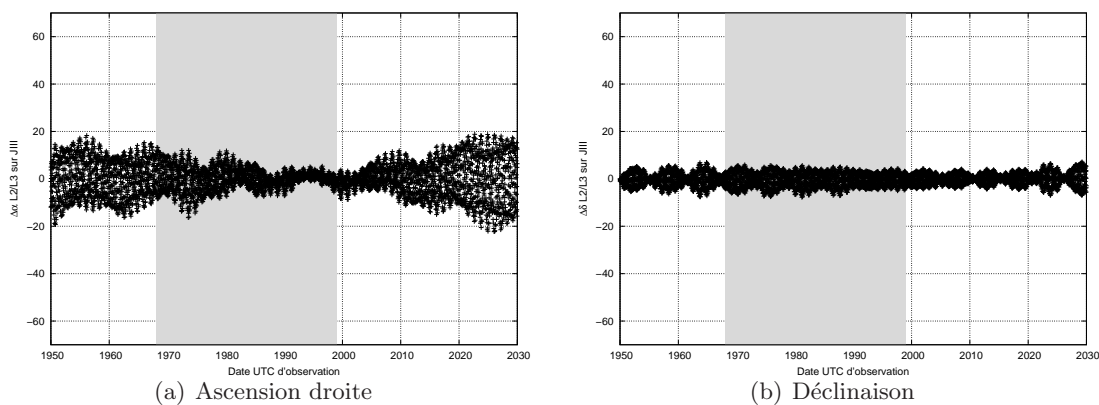 60
40
20
0
−20
−40
−60
Δα L2/L3 sur JIII
1950 1960 1970 1980 1990 2000 2010 2020 2030
Date UTC d'observation
(a) Ascension droite
60
40
20
0
−20
−40
−60
Δδ L2/L3 sur JIII
1950 1960 1970 1980 1990 2000 2010 2020 2030
Date UTC d'observation
(b) Déclinaison